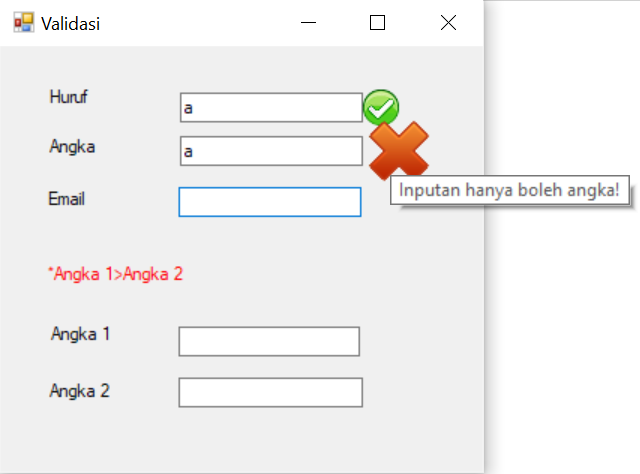 Validasi
Huruf
a
Angka
a
Inputan hanya boleh angka!
Email
*Angka 1>Angka 2
Angka 1
Angka 2